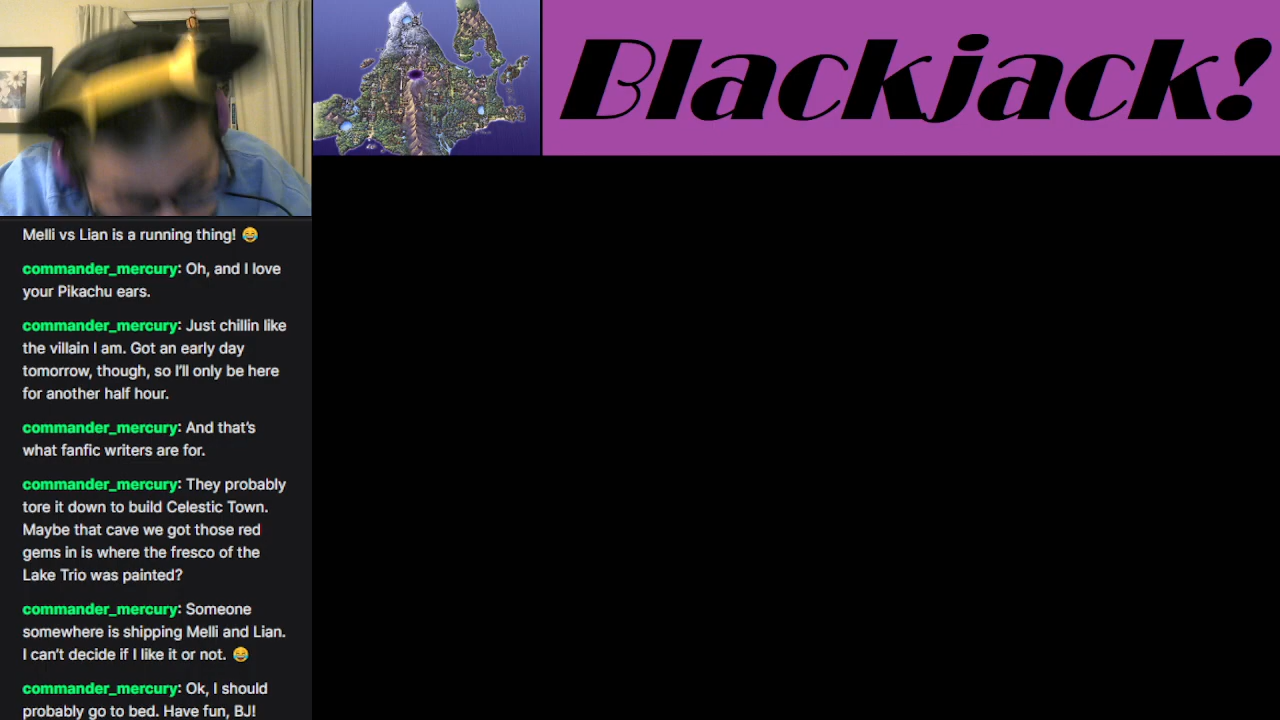 Blackjack!
Melli vs Lian is a running thing! 😂
commander_mercury: Oh, and I love
your Pikachu ears.
commander_mercury: Just chillin like
the villain I am. Got an early day
tomorrow, though, so I'll only be here
for another half hour.
commander_mercury: And that's
what fanfic writers are for.
commander_mercury: They probably
tore it down to build Celestic Town.
Maybe that cave we got those red
gems in is where the fresco of the
Lake Trio was painted?
commander_mercury: Someone
somewhere is shipping Melli and Lian.
I can't decide if I like it or not. 😂
commander_mercury: Ok, I should
probably go to bed. Have fun, BJ!